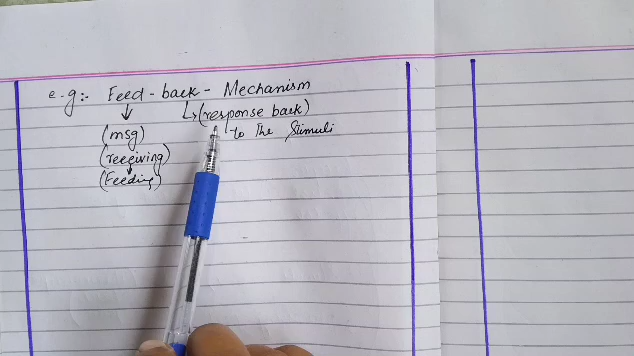 e.g:- Feed-back-Mechanism
↓ ↳(response back)
(msg) to the Stimuli
(receiving)
(Feeding)